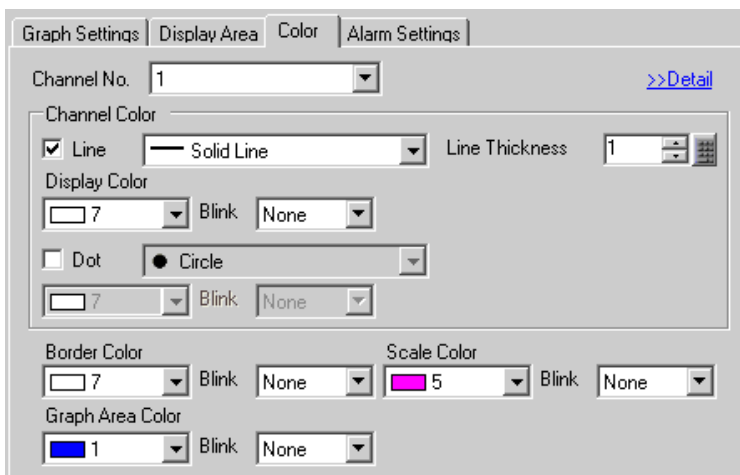 Graph Settings Display Area Color Alarm Settings
Channel No. 1 >>Detail
Channel Color
Line Solid Line Line Thickness 1
Display Color
7 Blink None
Dot Circle
7 Blink None
Border Color Scale Color
7 Blink None 5 Blink None
Graph Area Color
1 Blink None